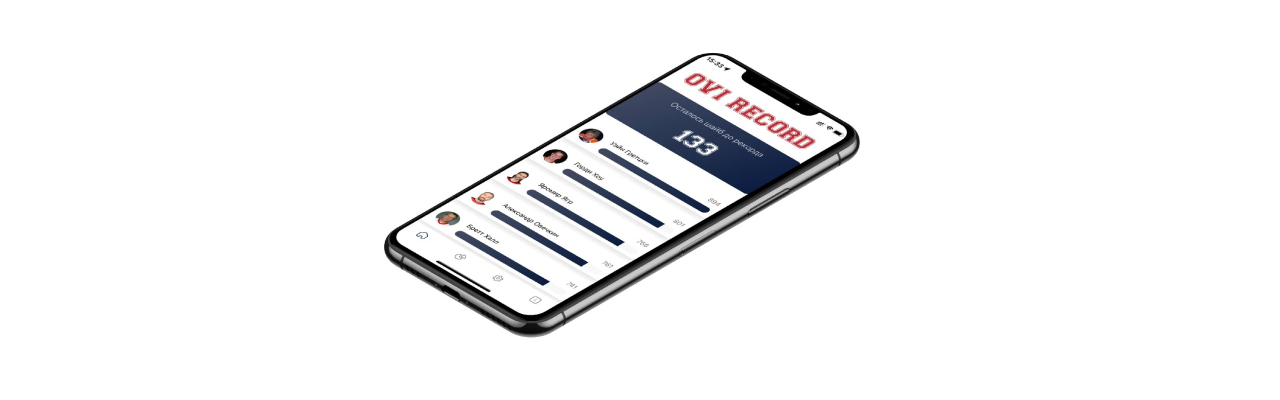 15:33
OVI RECORD
Осталось шайб до рекорда
133
Уэйн Гретцки
894
Горди Хоу
801
Яромир Ягр
766
Александр Овечкин
761
Бретт Халл
741